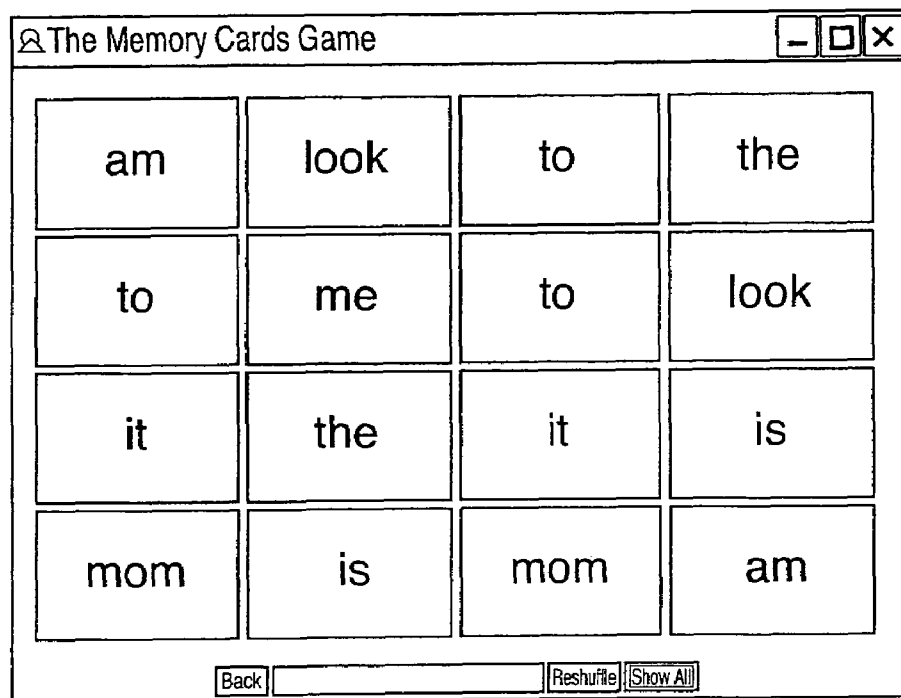 The Memory Cards Game
am look to the
to me to look
it the it is
mom is mom am
Back Reshuffle Show All